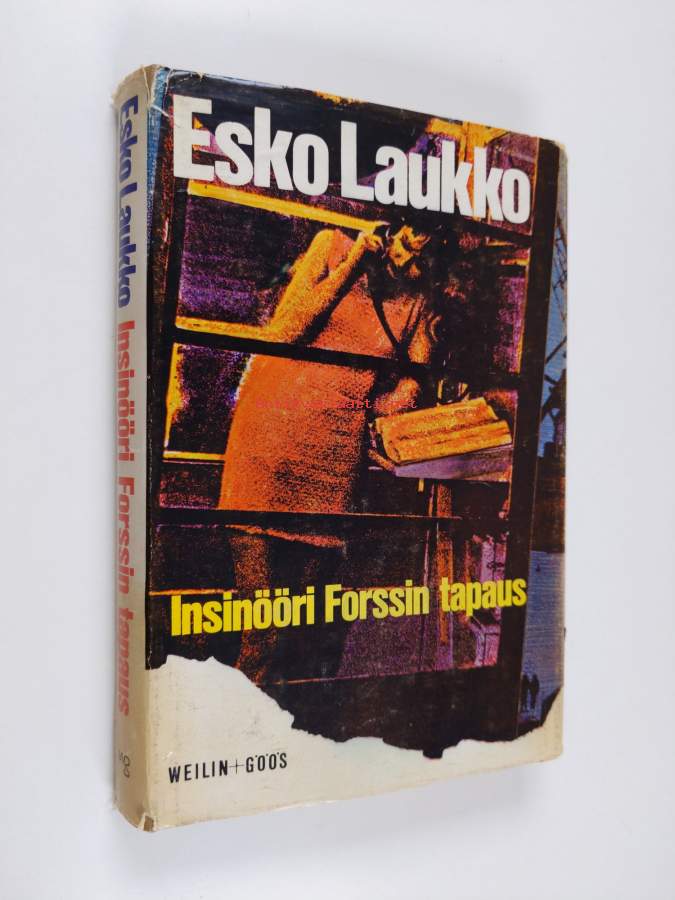 Esko Laukko
Insinööri Forssin tapaus
WEILIN+GÖÖS
Esko Laukko Insinööri Forssin tapaus